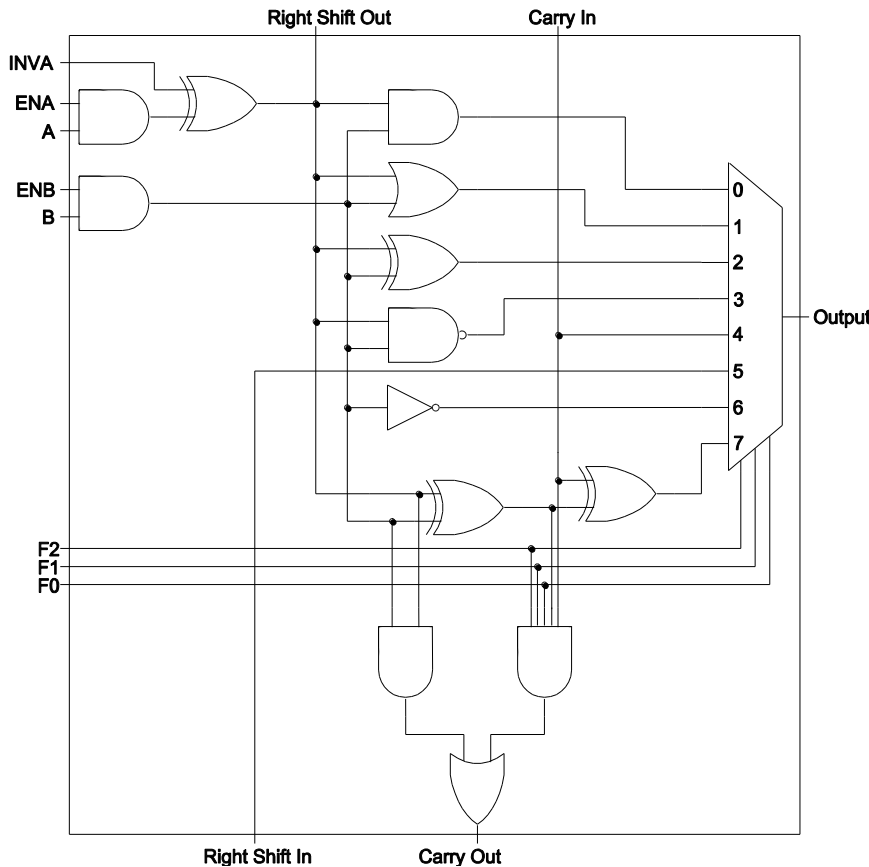 Right Shift Out
Carry In
INVA
ENA
A
ENB
B
0
1
2
3
4
5
6
7
Output
F2
F1
F0
Right Shift In
Carry Out